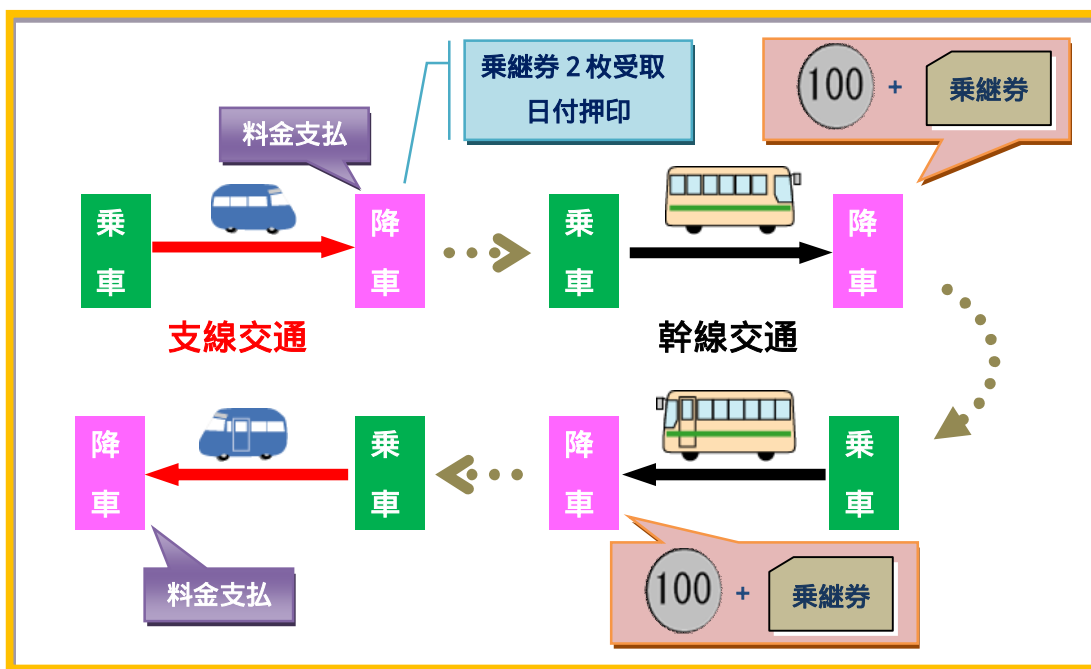 乗継券２枚受取
日付押印
100
+
乗継券
料金支払
乗
車
降
車
乗
車
降
車
支線交通
幹線交通
降
車
乗
車
降
車
乗
車
料金支払
100
+
乗継券